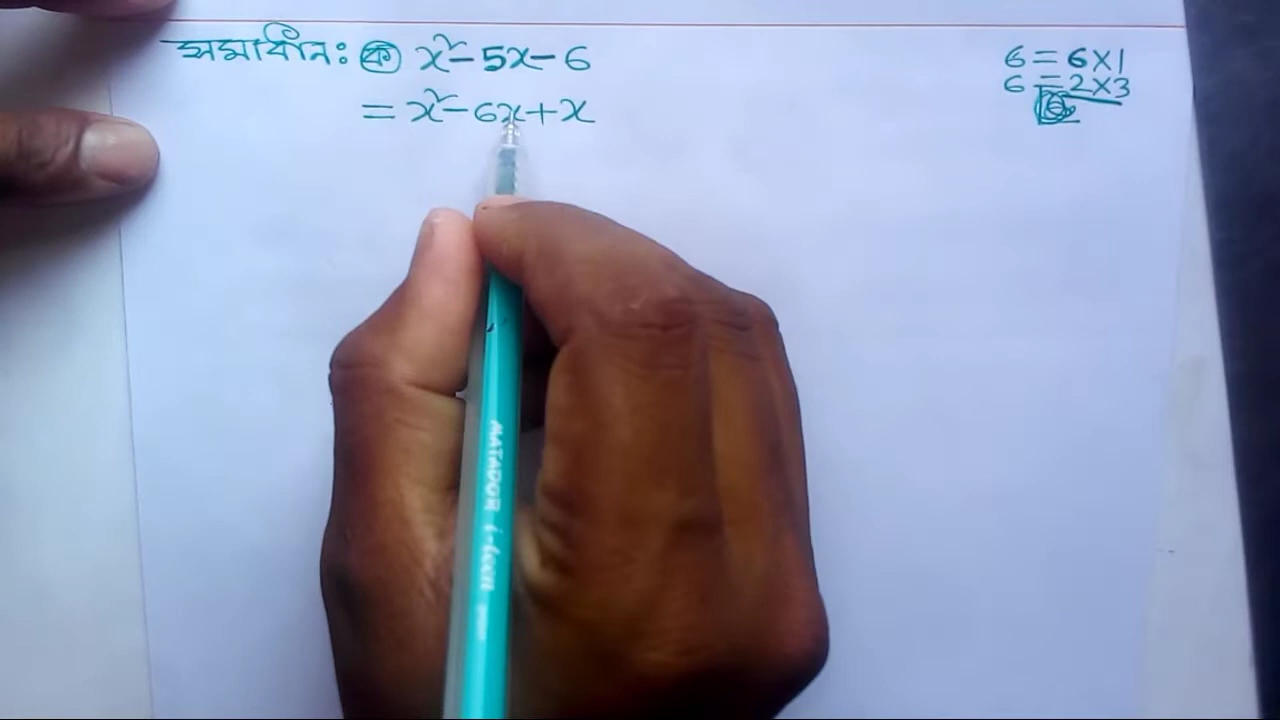 সমাধান: ক x² - 5x - 6
= x² - 6x + x
6 = 6 X 1
6 = 2 X 3
MATADOR i-teen